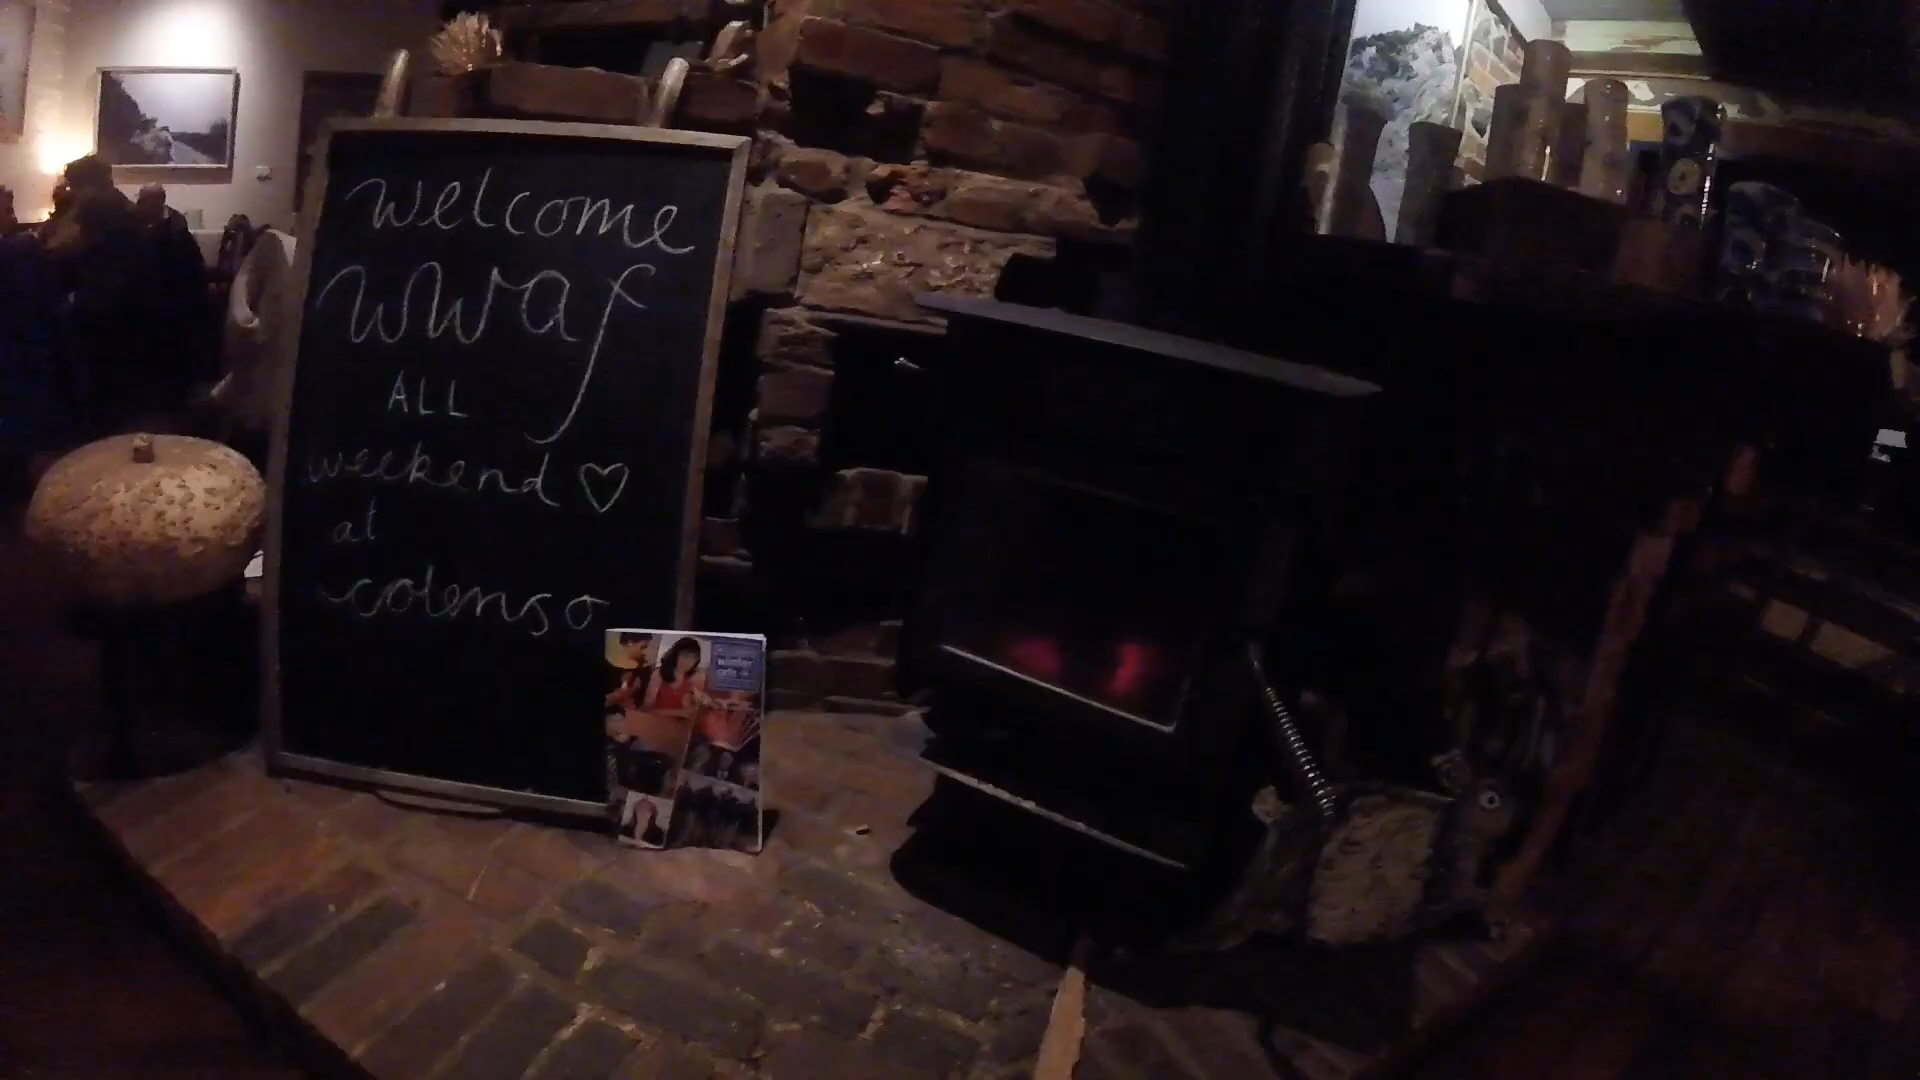 welcome
wwaf
ALL
weekend ♡
at
colenso